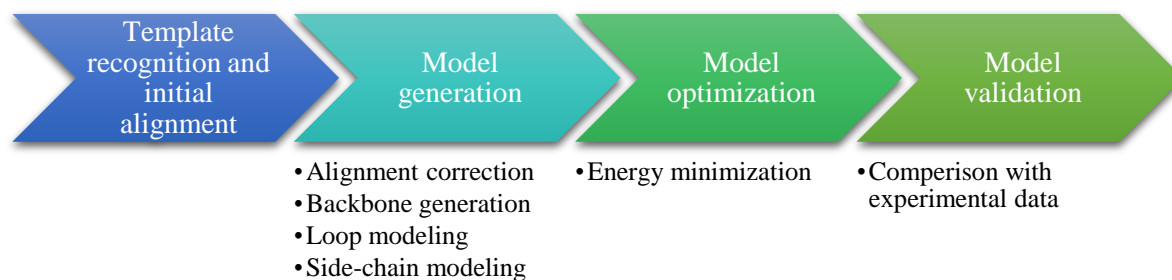 Template
recognition and
initial
alignment
Model
generation
Model
optimization
Model
validation
•Alignment correction
•Backbone generation
•Loop modeling
•Side-chain modeling
•Energy minimization
•Comparison with
experimental data